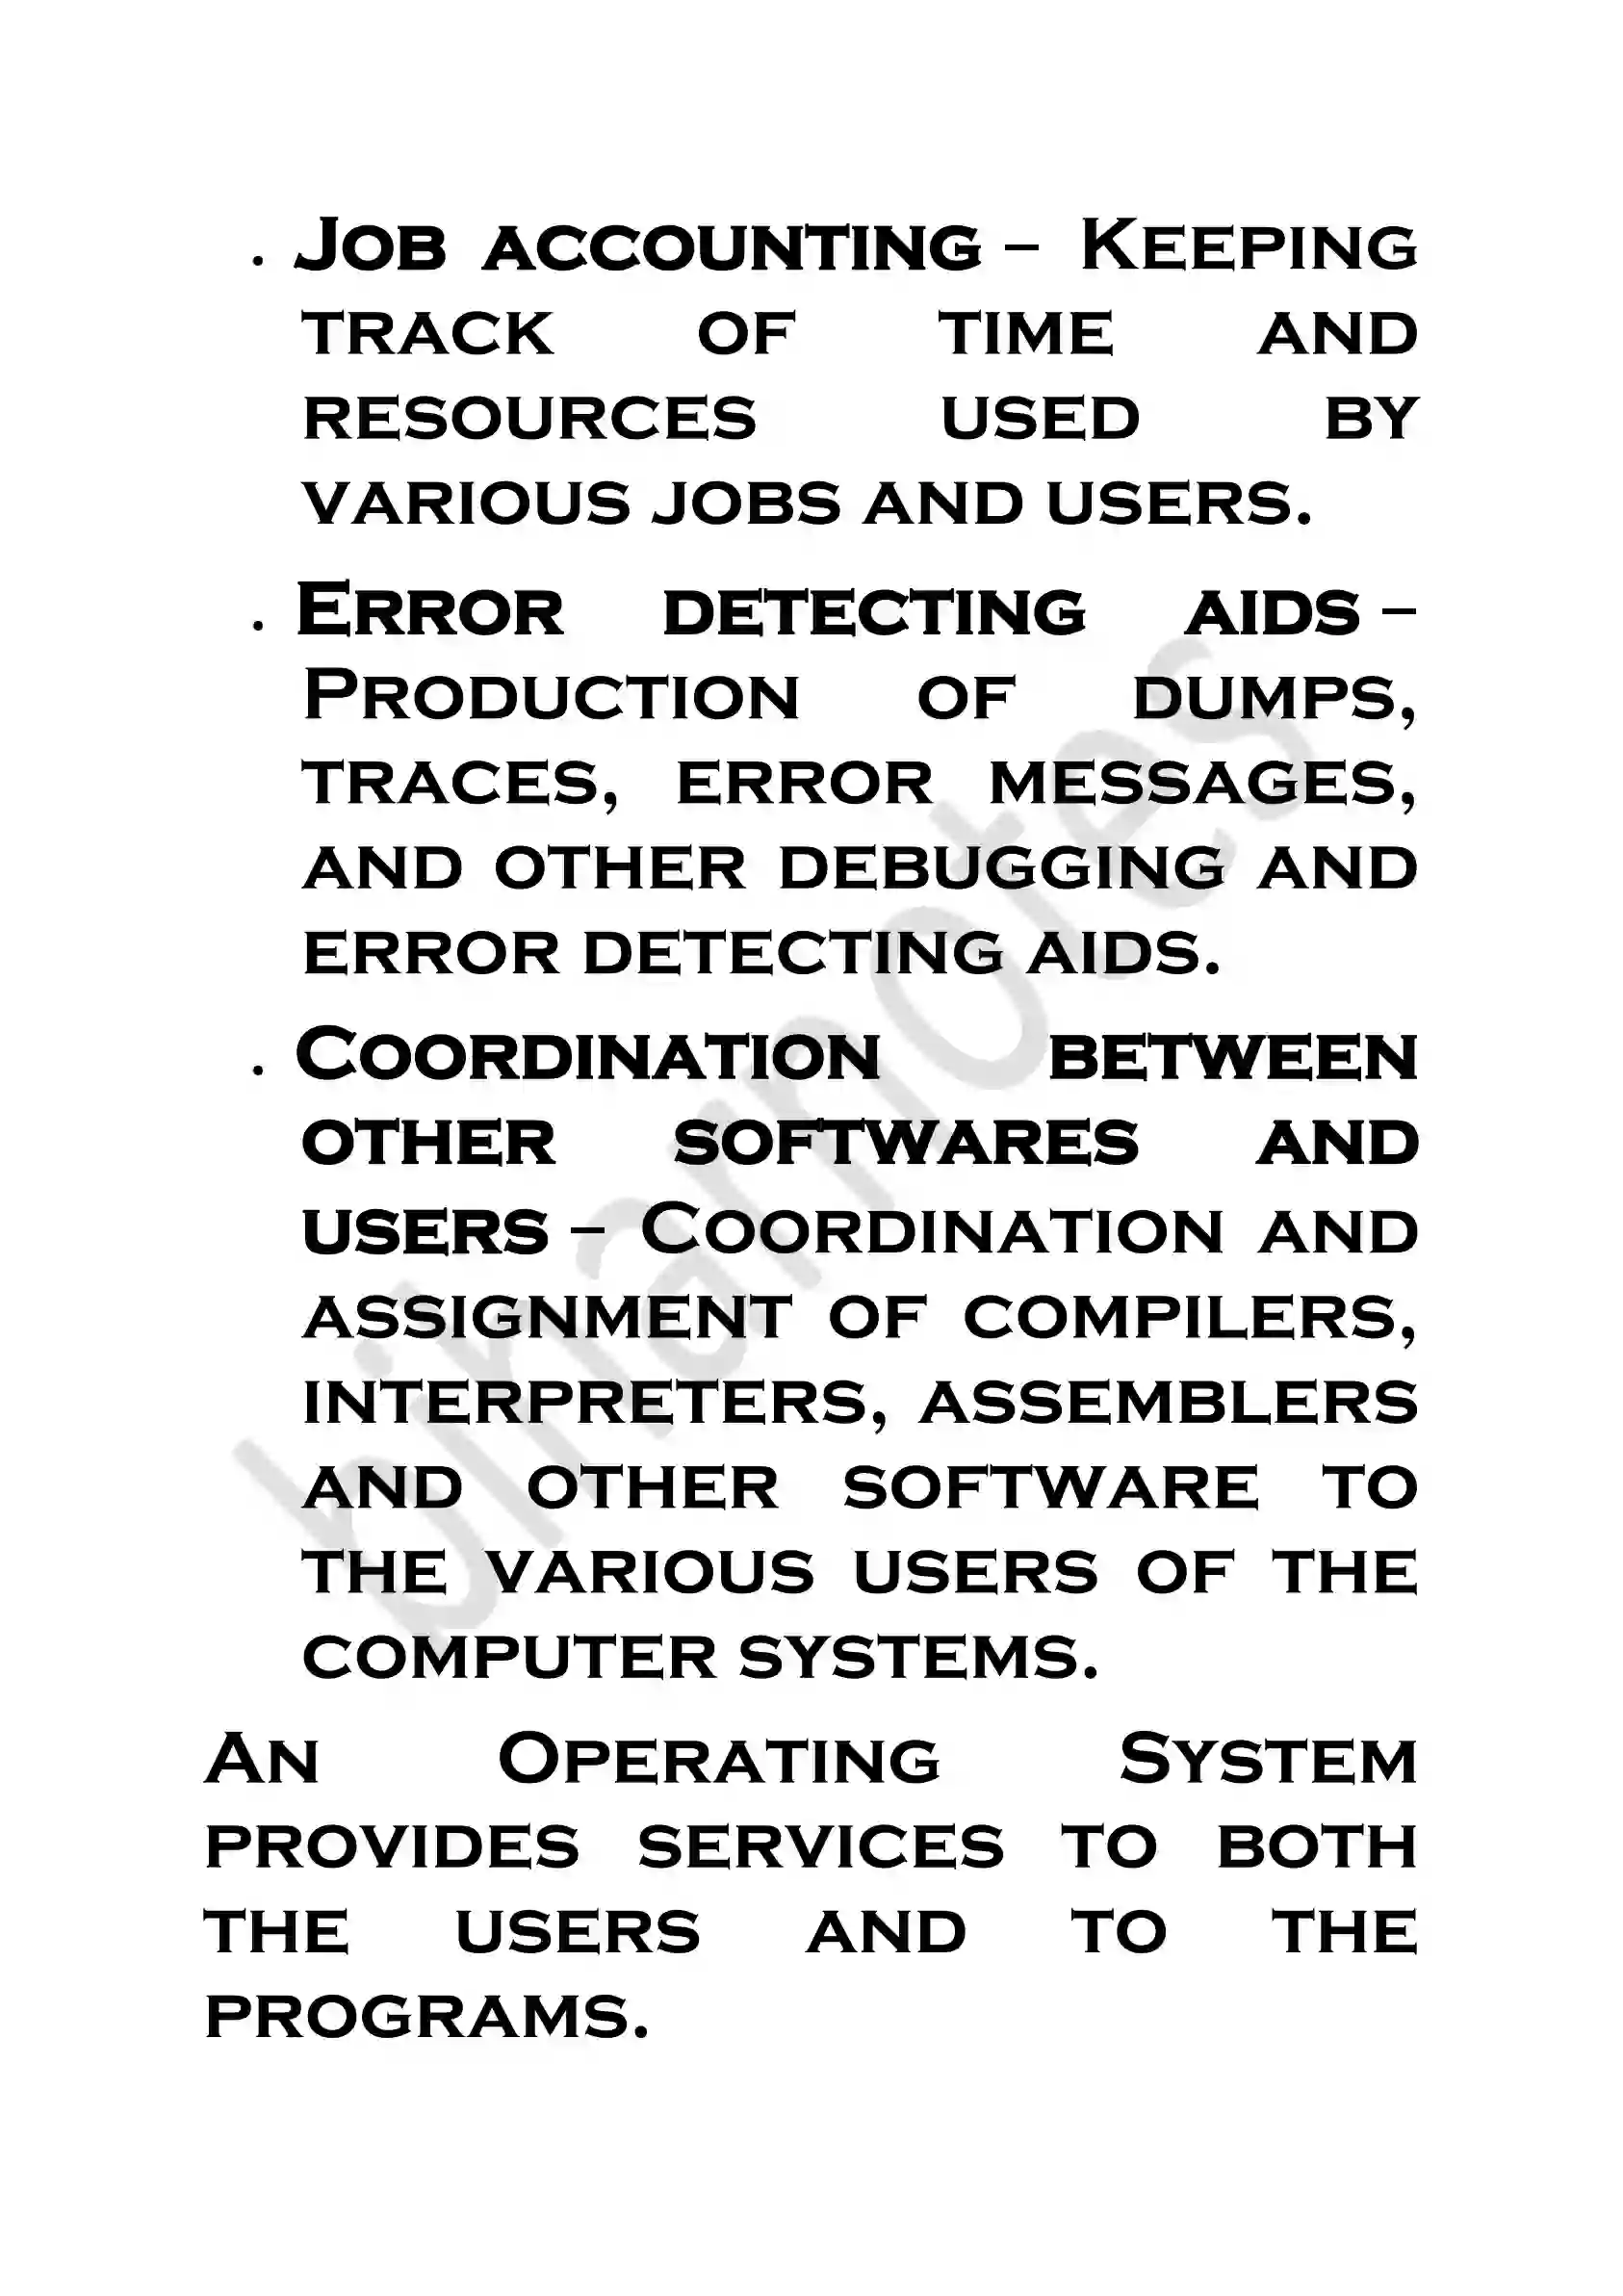 . Job accounting – Keeping
track of time and
resources used by
various jobs and users.
. Error detecting aids –
Production of dumps,
traces, error messages,
and other debugging and
error detecting aids.
. Coordination between
other softwares and
users – Coordination and
assignment of compilers,
interpreters, assemblers
and other software to
the various users of the
computer systems.
An Operating System
provides services to both
the users and to the
programs.
biharnotes